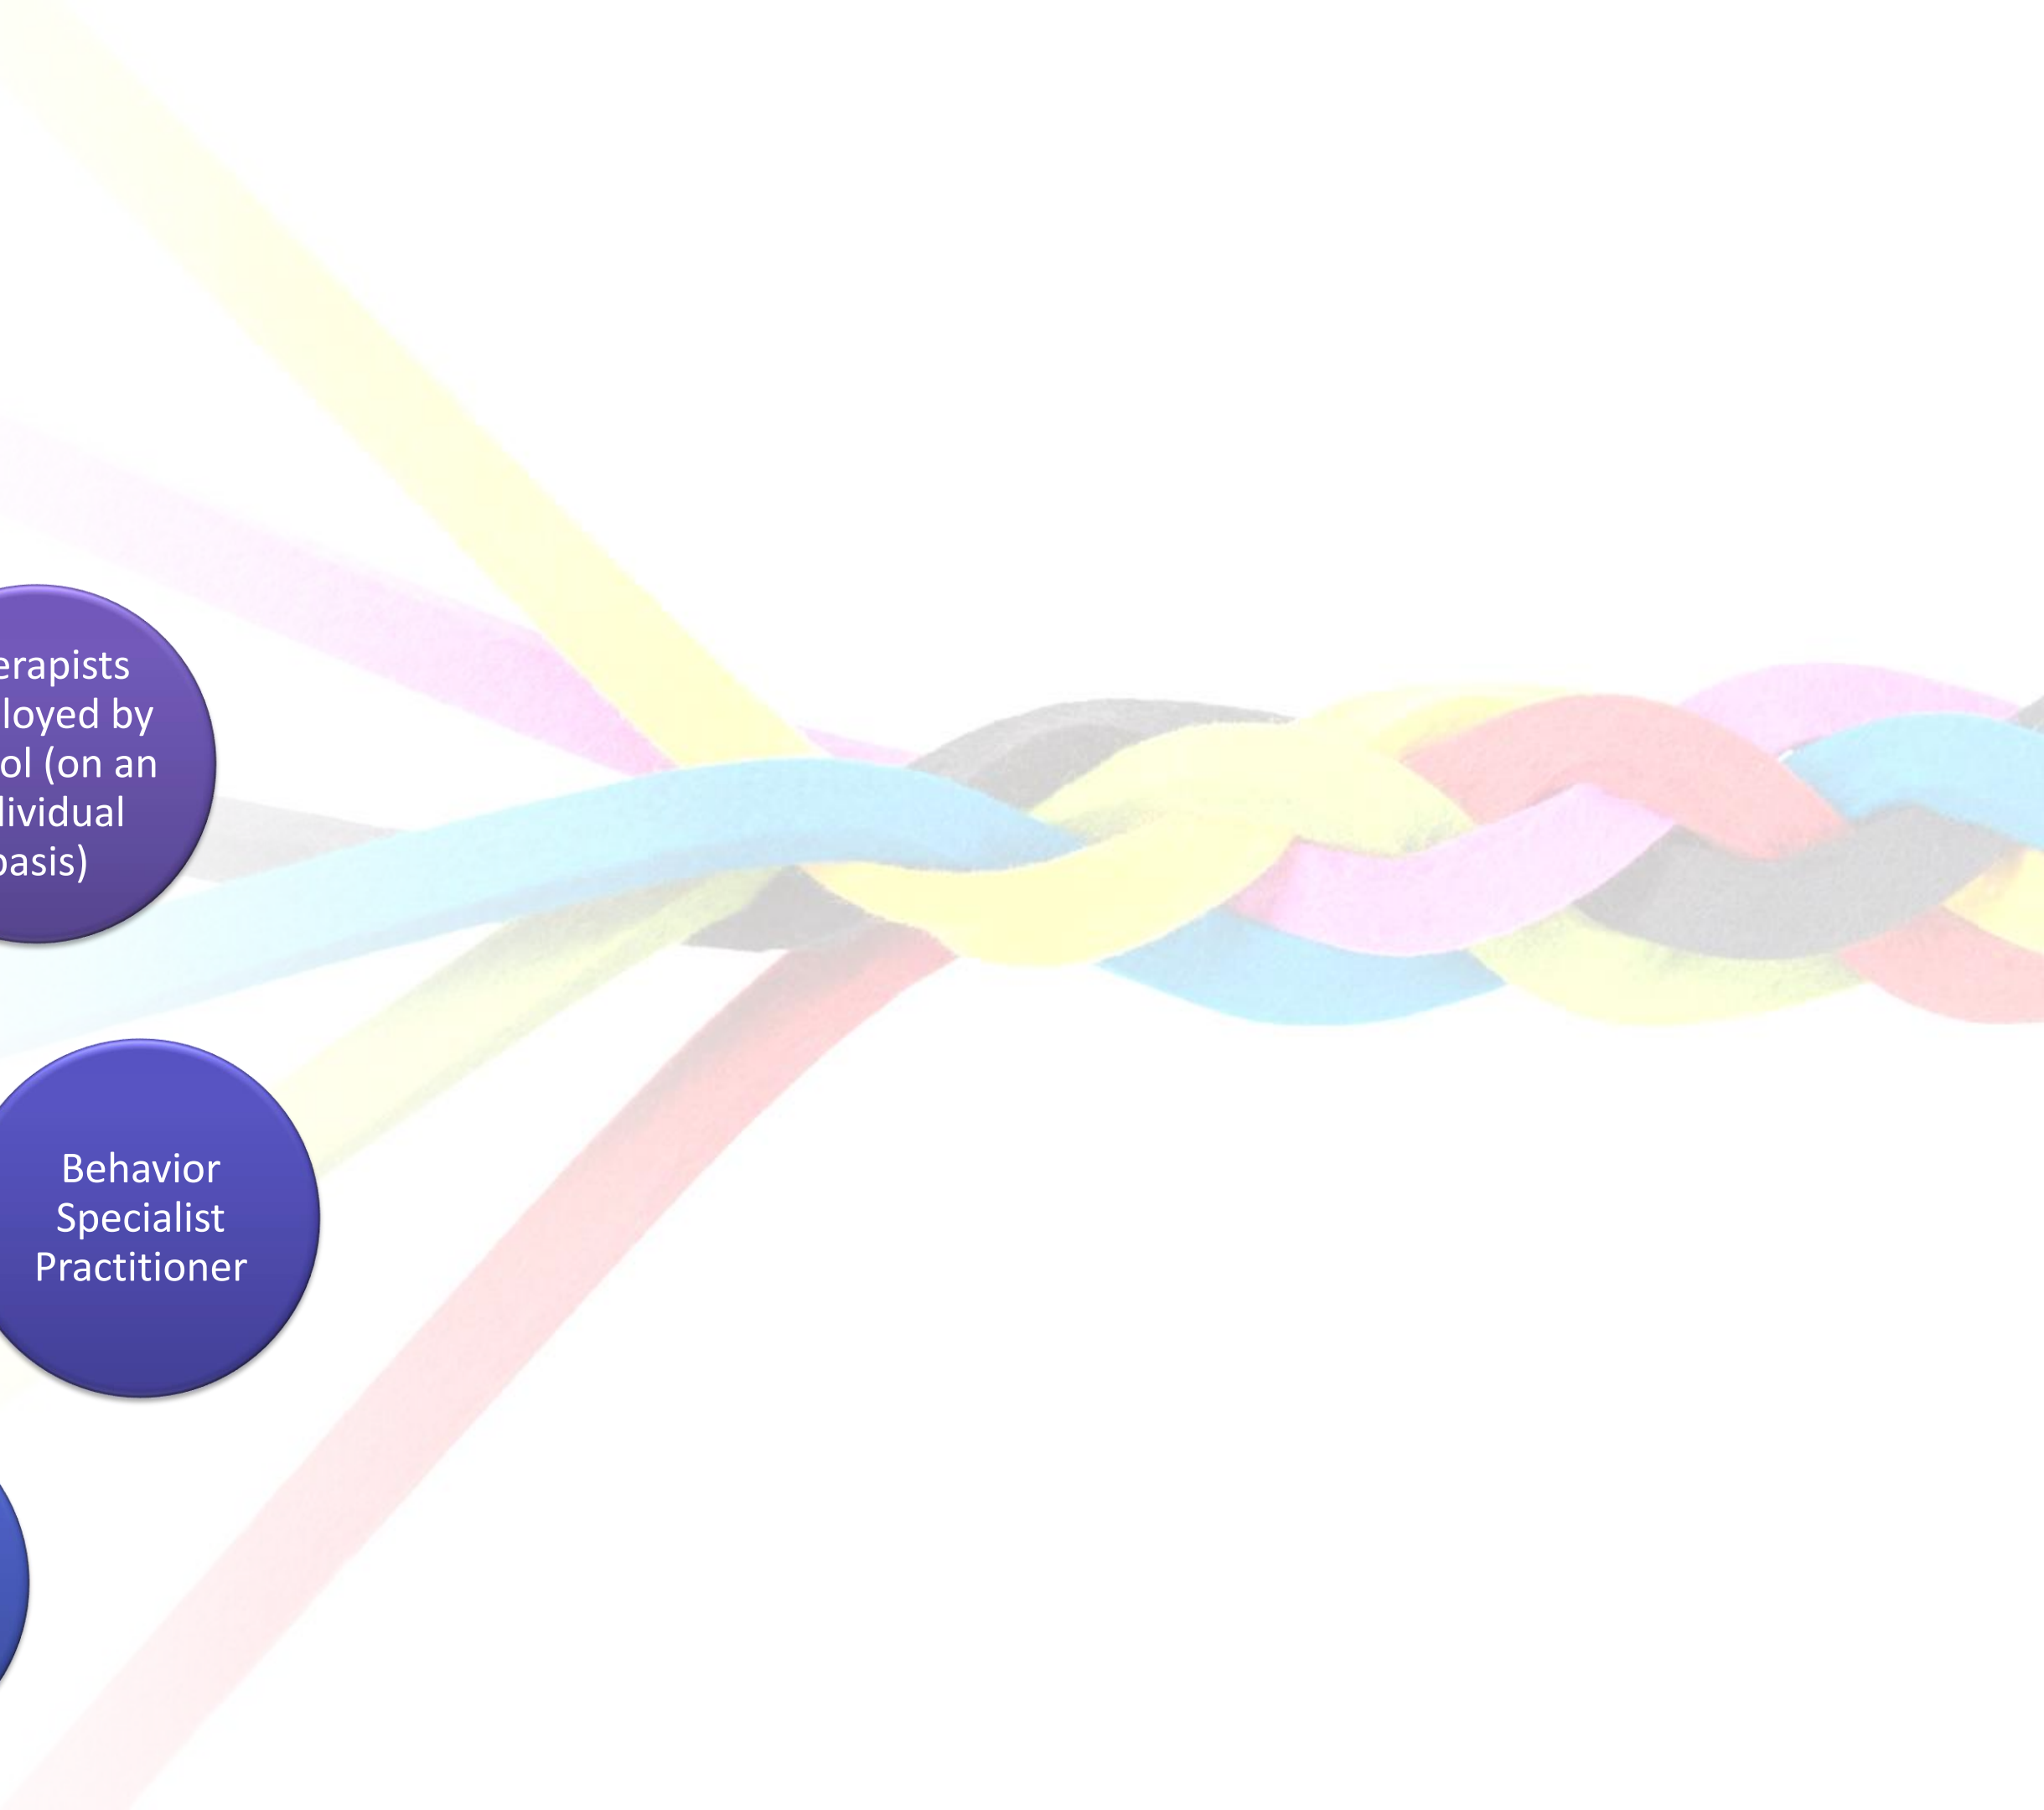 erapists
loyed by
ol (on an
lividual
basis)
Behavior
Specialist
Practitioner